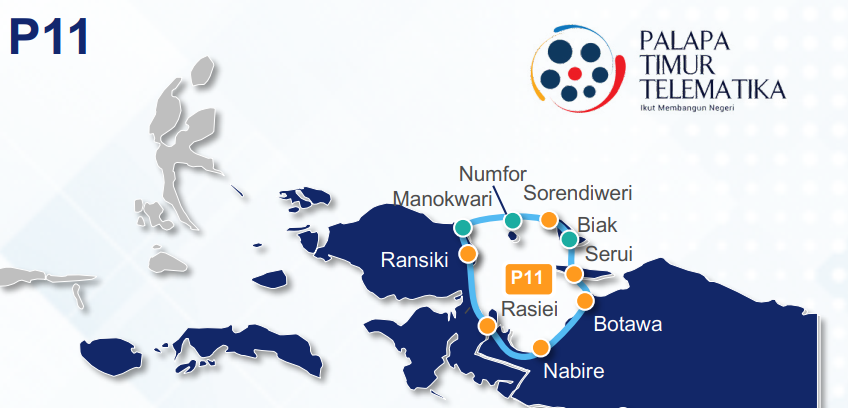 P11
PALAPA
TIMUR
TELEMATIKA
Ikut Membangun Negeri
Numfor
Manokwari
Sorendiweri
Biak
Serui
Ransiki
P11
Rasiei
Botawa
Nabire